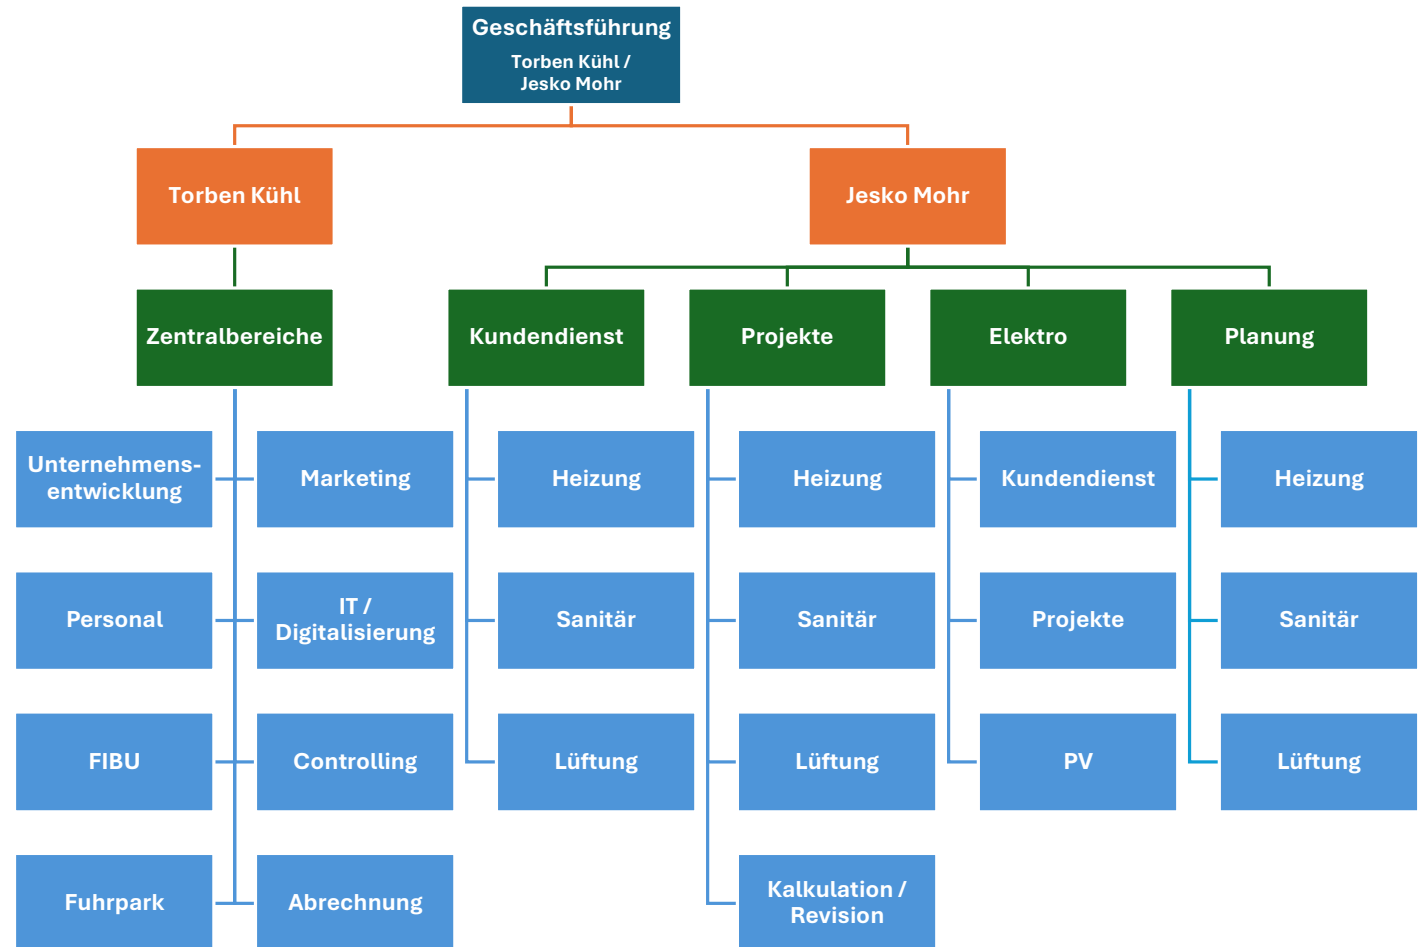 Geschäftsführung
Torben Kühl /
Jesko Mohr
Torben Kühl
Jesko Mohr
Zentralbereiche
Kundendienst
Projekte
Elektro
Planung
Unternehmens-
entwicklung
Marketing
Heizung
Heizung
Kundendienst
Heizung
Personal
IT /
Digitalisierung
Sanitär
Sanitär
Projekte
Sanitär
FIBU
Controlling
Lüftung
Lüftung
PV
Lüftung
Fuhrpark
Abrechnung
Kalkulation /
Revision